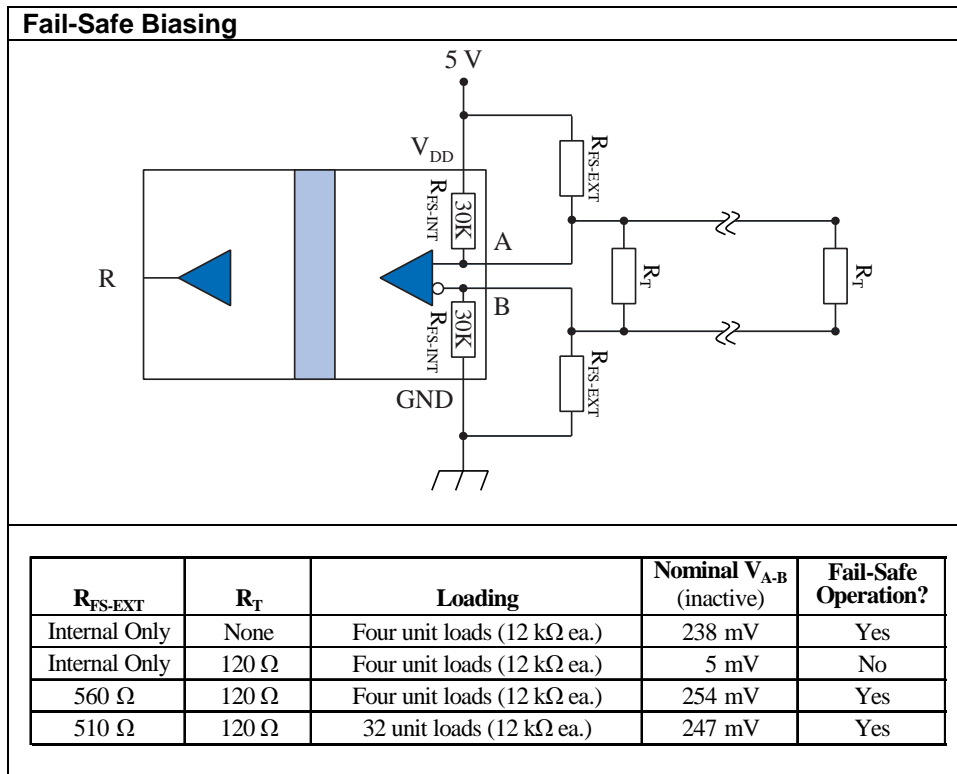 Fail-Safe Biasing
5 V
V_DD
R_FS-EXT
R_FS-INT
30K
A
R
R_T
R_T
B
R_FS-INT
30K
R_FS-EXT
GND
R_FS-EXT R_T Loading Nominal V_A-B (inactive) Fail-Safe Operation?
Internal Only None Four unit loads (12 kΩ ea.) 238 mV Yes
Internal Only 120 Ω Four unit loads (12 kΩ ea.) 5 mV No
560 Ω 120 Ω Four unit loads (12 kΩ ea.) 254 mV Yes
510 Ω 120 Ω 32 unit loads (12 kΩ ea.) 247 mV Yes